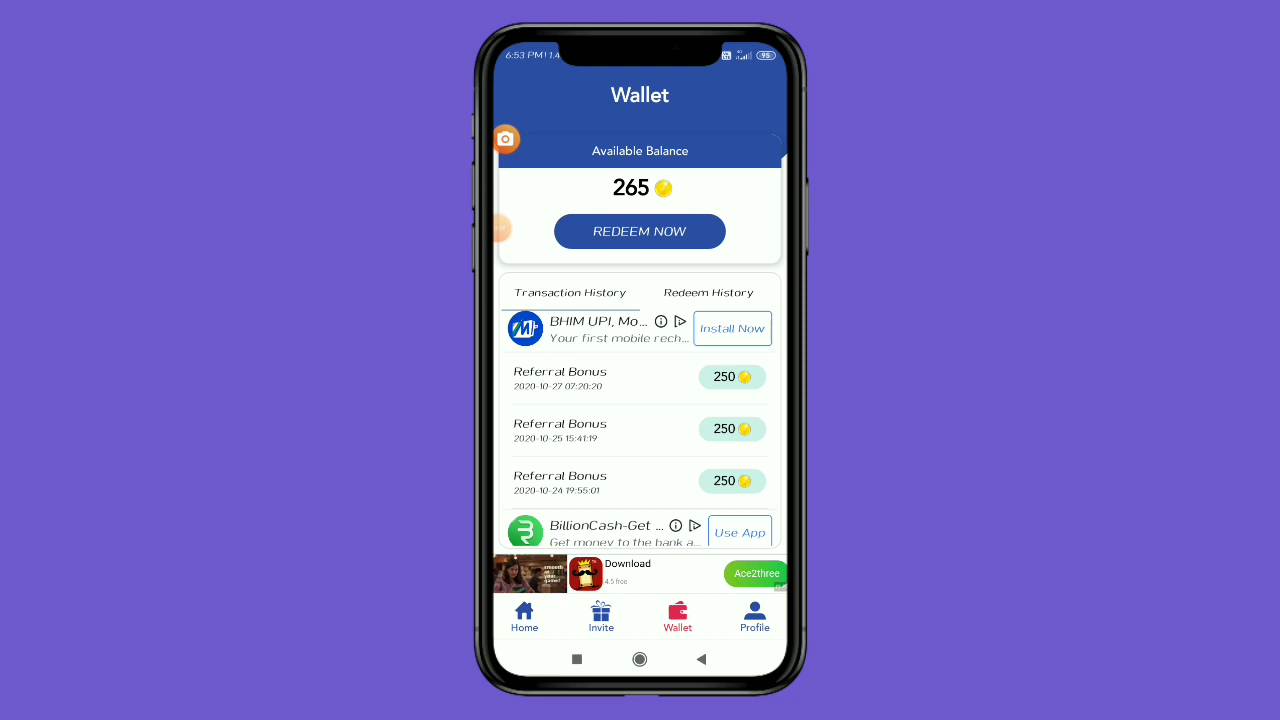 6:53 PM 1.4
95
Wallet
Available Balance
265
REDEEM NOW
Transaction History
Redeem History
BHIM UPI, Mo...
Your first mobile rech...
Install Now
Referral Bonus
2020-10-27 07:20:20
250
Referral Bonus
2020-10-25 15:41:19
250
Referral Bonus
2020-10-24 19:55:01
250
BillionCash-Get ...
Get money to the bank a...
Use App
Download
4.5 free
Ace2three
Home
Invite
Wallet
Profile